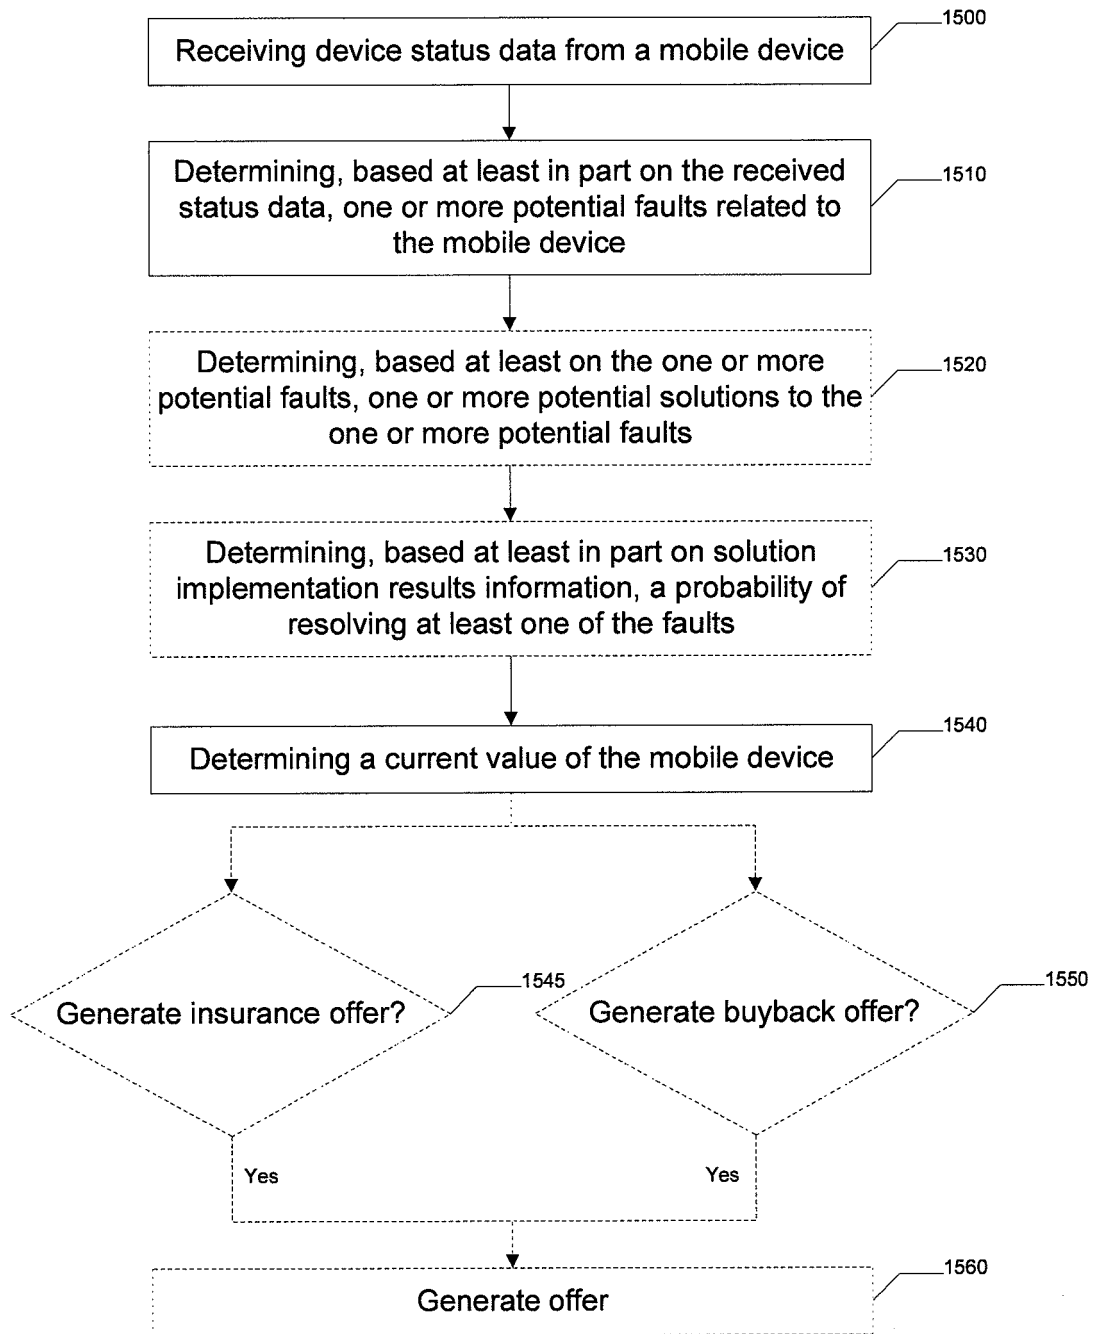 1500
Receiving device status data from a mobile device
Determining, based at least in part on the received
status data, one or more potential faults related to
the mobile device
1510
Determining, based at least on the one or more
potential faults, one or more potential solutions to the
one or more potential faults
1520
Determining, based at least in part on solution
implementation results information, a probability of
resolving at least one of the faults
1530
1540
Determining a current value of the mobile device
Generate insurance offer?
1545
Generate buyback offer?
1550
Yes
Yes
1560
Generate offer